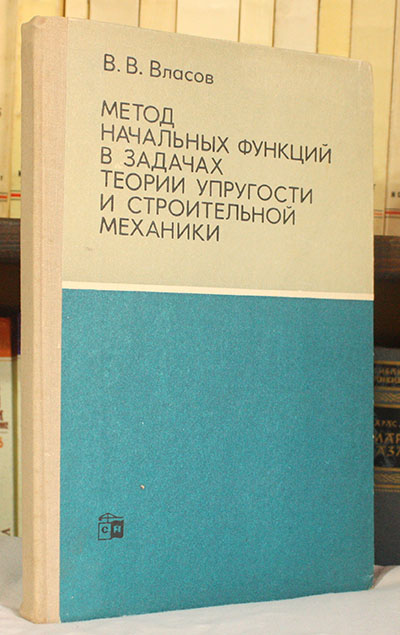 В. В. Власов
МЕТОД
НАЧАЛЬНЫХ ФУНКЦИЙ
В ЗАДАЧАХ
ТЕОРИИ УПРУГОСТИ
И СТРОИТЕЛЬНОЙ
МЕХАНИКИ